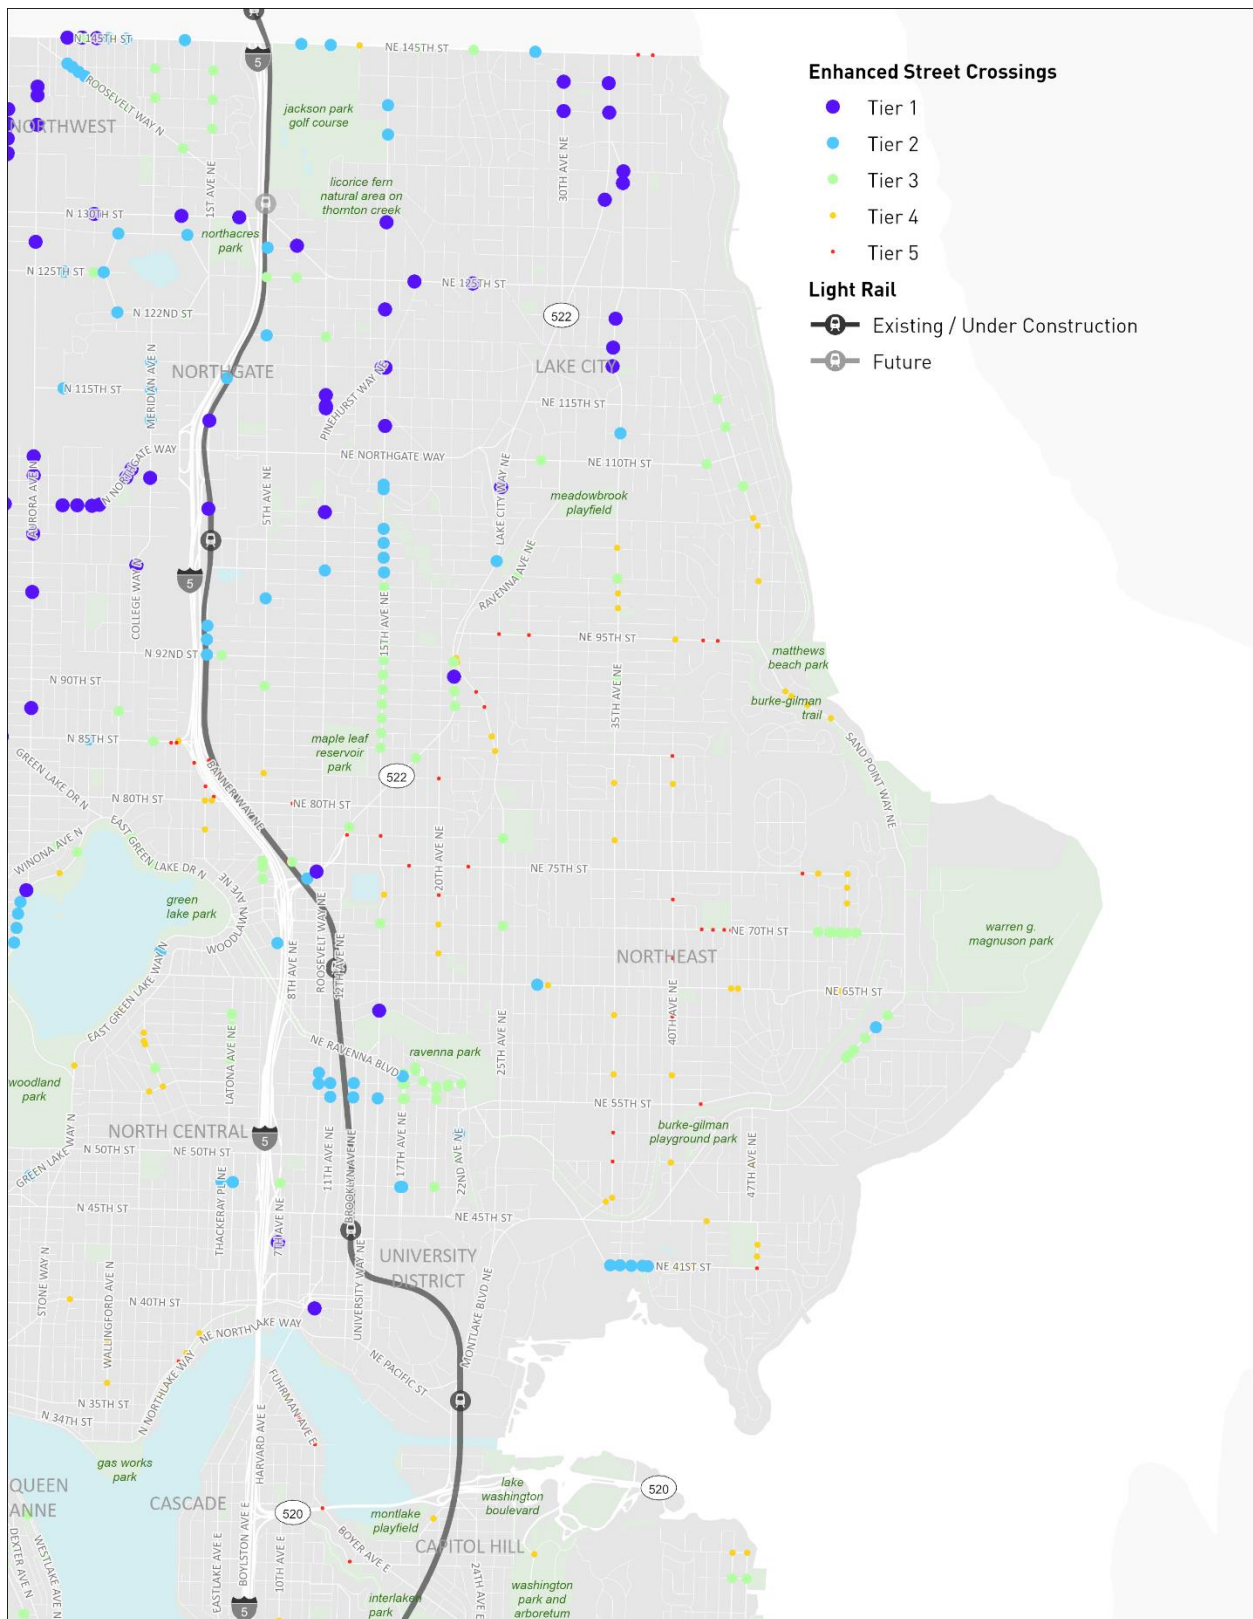 N 145TH ST
NE 145TH ST
5
ROOSEVELT WAY N
jackson park
golf course
NORTHWEST
1ST AVE NE
licorice fern
natural area on
thornton creek
30TH AVE NE
N 130TH ST
northacres
park
N 125TH ST
NE 125TH ST
N 122ND ST
522
MERIDIAN AVE N
NORTHGATE
PINEHURST WAY NE
LAKE CITY
N 115TH ST
NE 115TH ST
N NORTHGATE WAY
NE NORTHGATE WAY
NE 110TH ST
AURORA AVE N
5TH AVE NE
LAKE CITY WAY NE
meadowbrook
playfield
COLLEGE WAY N
5
RAVENNA AVE NE
15TH AVE NE
NE 95TH ST
N 92ND ST
matthews
beach park
N 90TH ST
35TH AVE NE
burke-gilman
trail
N 85TH ST
maple leaf
reservoir
park
SAND POINT WAY NE
GREEN LAKE DR N
BANNER WAY NE
522
N 80TH ST
NE 80TH ST
WINONA AVE N
EAST GREEN LAKE DR N
20TH AVE NE
NE 75TH ST
green
lake park
WOODLAWN AVE NE
ROOSEVELT WAY NE
12TH AVE NE
8TH AVE NE
NE 70TH ST
warren g.
magnuson park
NORTHEAST
EAST GREEN LAKE WAY N
NE 65TH ST
40TH AVE NE
25TH AVE NE
LATONA AVE NE
NE RAVENNA BLVD
ravenna park
woodland
park
NE 55TH ST
NORTH CENTRAL
5
burke-gilman
playground park
N 50TH ST
NE 50TH ST
GREEN LAKE WAY N
11TH AVE NE
BROOKLYN AVE NE
17TH AVE NE
22ND AVE NE
47TH AVE NE
THACKERAY PL NE
7TH AVE NE
N 45TH ST
NE 45TH ST
UNIVERSITY
DISTRICT
NE 41ST ST
STONE WAY N
WALLINGFORD AVE N
N 40TH ST
UNIVERSITY WAY NE
MONTLAKE BLVD NE
NE NORTHLAKE WAY
NE PACIFIC ST
N NORTHLAKE WAY
N 35TH ST
N 34TH ST
FUHRMAN AVE E
HARVARD AVE E
gas works
park
QUEEN
ANNE
CASCADE
520
montlake
playfield
lake
washington
boulevard
520
CAPITOL HILL
BOYER AVE E
DEXTER AVE N
WESTLAKE AVE N
EASTLAKE AVE E
BOYLSTON AVE E
10TH AVE E
24TH AVE E
5
interlaken
park
washington
park and
arboretum
Enhanced Street Crossings
Tier 1
Tier 2
Tier 3
Tier 4
Tier 5
Light Rail
Existing / Under Construction
Future